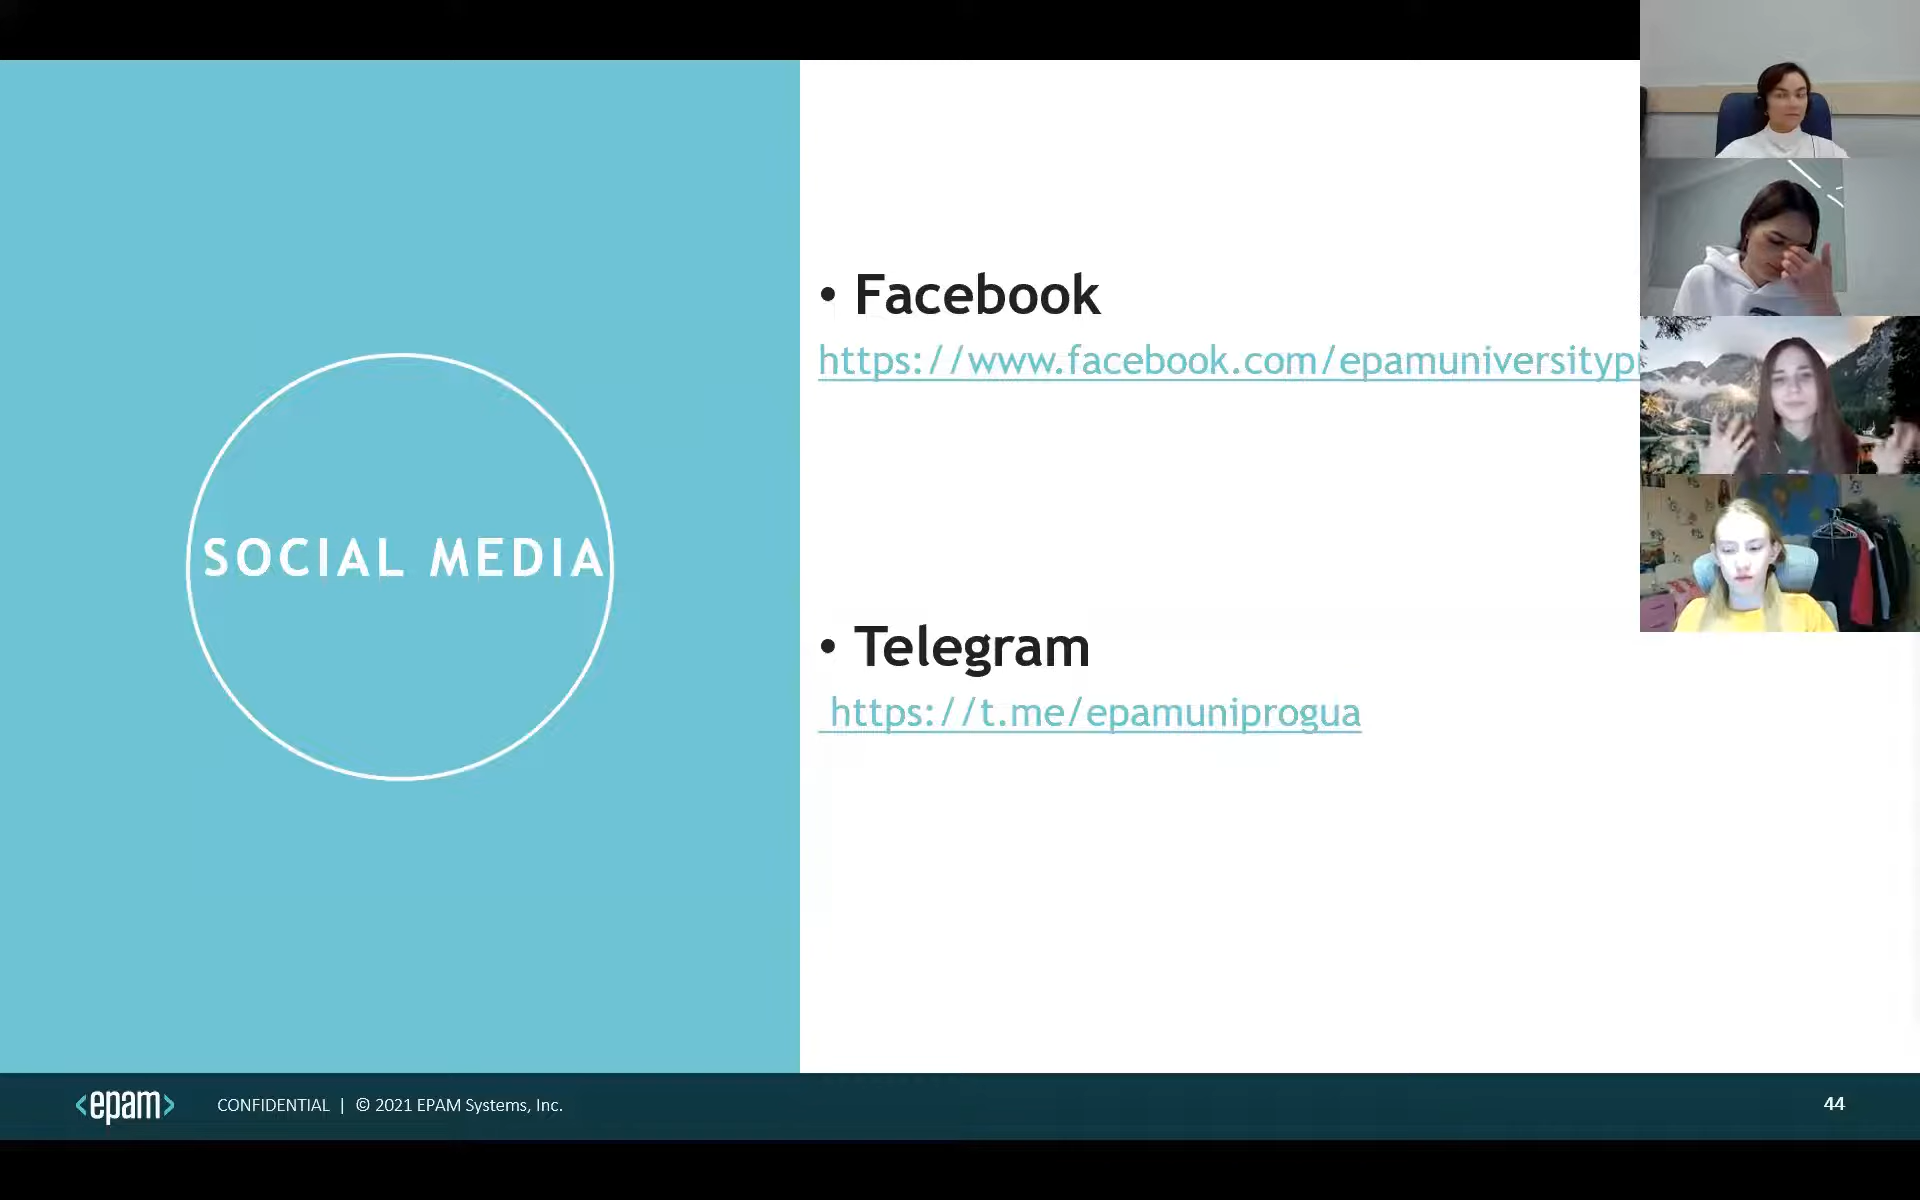 SOCIAL MEDIA
• Facebook
https://www.facebook.com/epamuniversityp
• Telegram
https://t.me/epamuniprogua
<epam>
CONFIDENTIAL | © 2021 EPAM Systems, Inc.
44